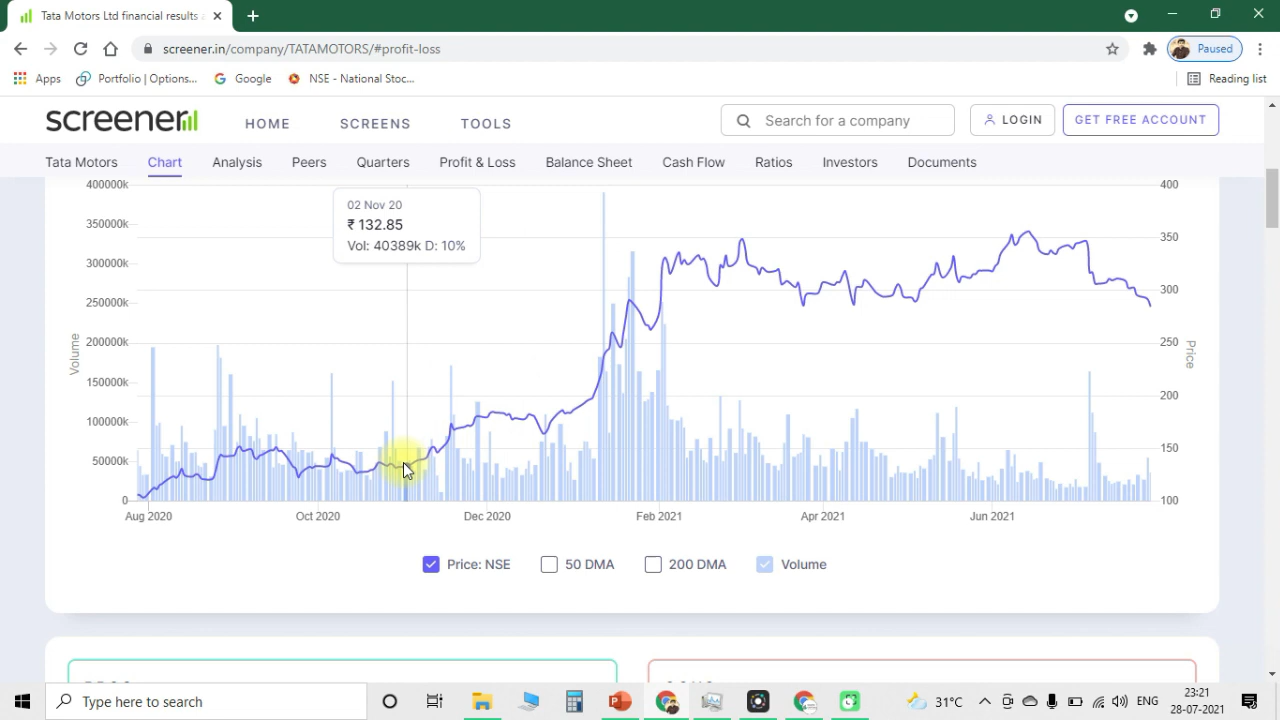 Tata Motors Ltd financial results a
screener.in/company/TATAMOTORS/#profit-loss
Paused
Apps
Portfolio | Options...
Google
NSE - National Stoc...
Reading list
screener
HOME
SCREENS
TOOLS
Search for a company
LOGIN
GET FREE ACCOUNT
Tata Motors
Chart
Analysis
Peers
Quarters
Profit & Loss
Balance Sheet
Cash Flow
Ratios
Investors
Documents
02 Nov 20
₹ 132.85
Vol: 40389k D: 10%
400000k
350000k
300000k
250000k
200000k
150000k
100000k
50000k
0
Volume
400
350
300
250
200
150
100
Price
Aug 2020
Oct 2020
Dec 2020
Feb 2021
Apr 2021
Jun 2021
Price: NSE
50 DMA
200 DMA
Volume
Type here to search
31°C
ENG
23:21
28-07-2021